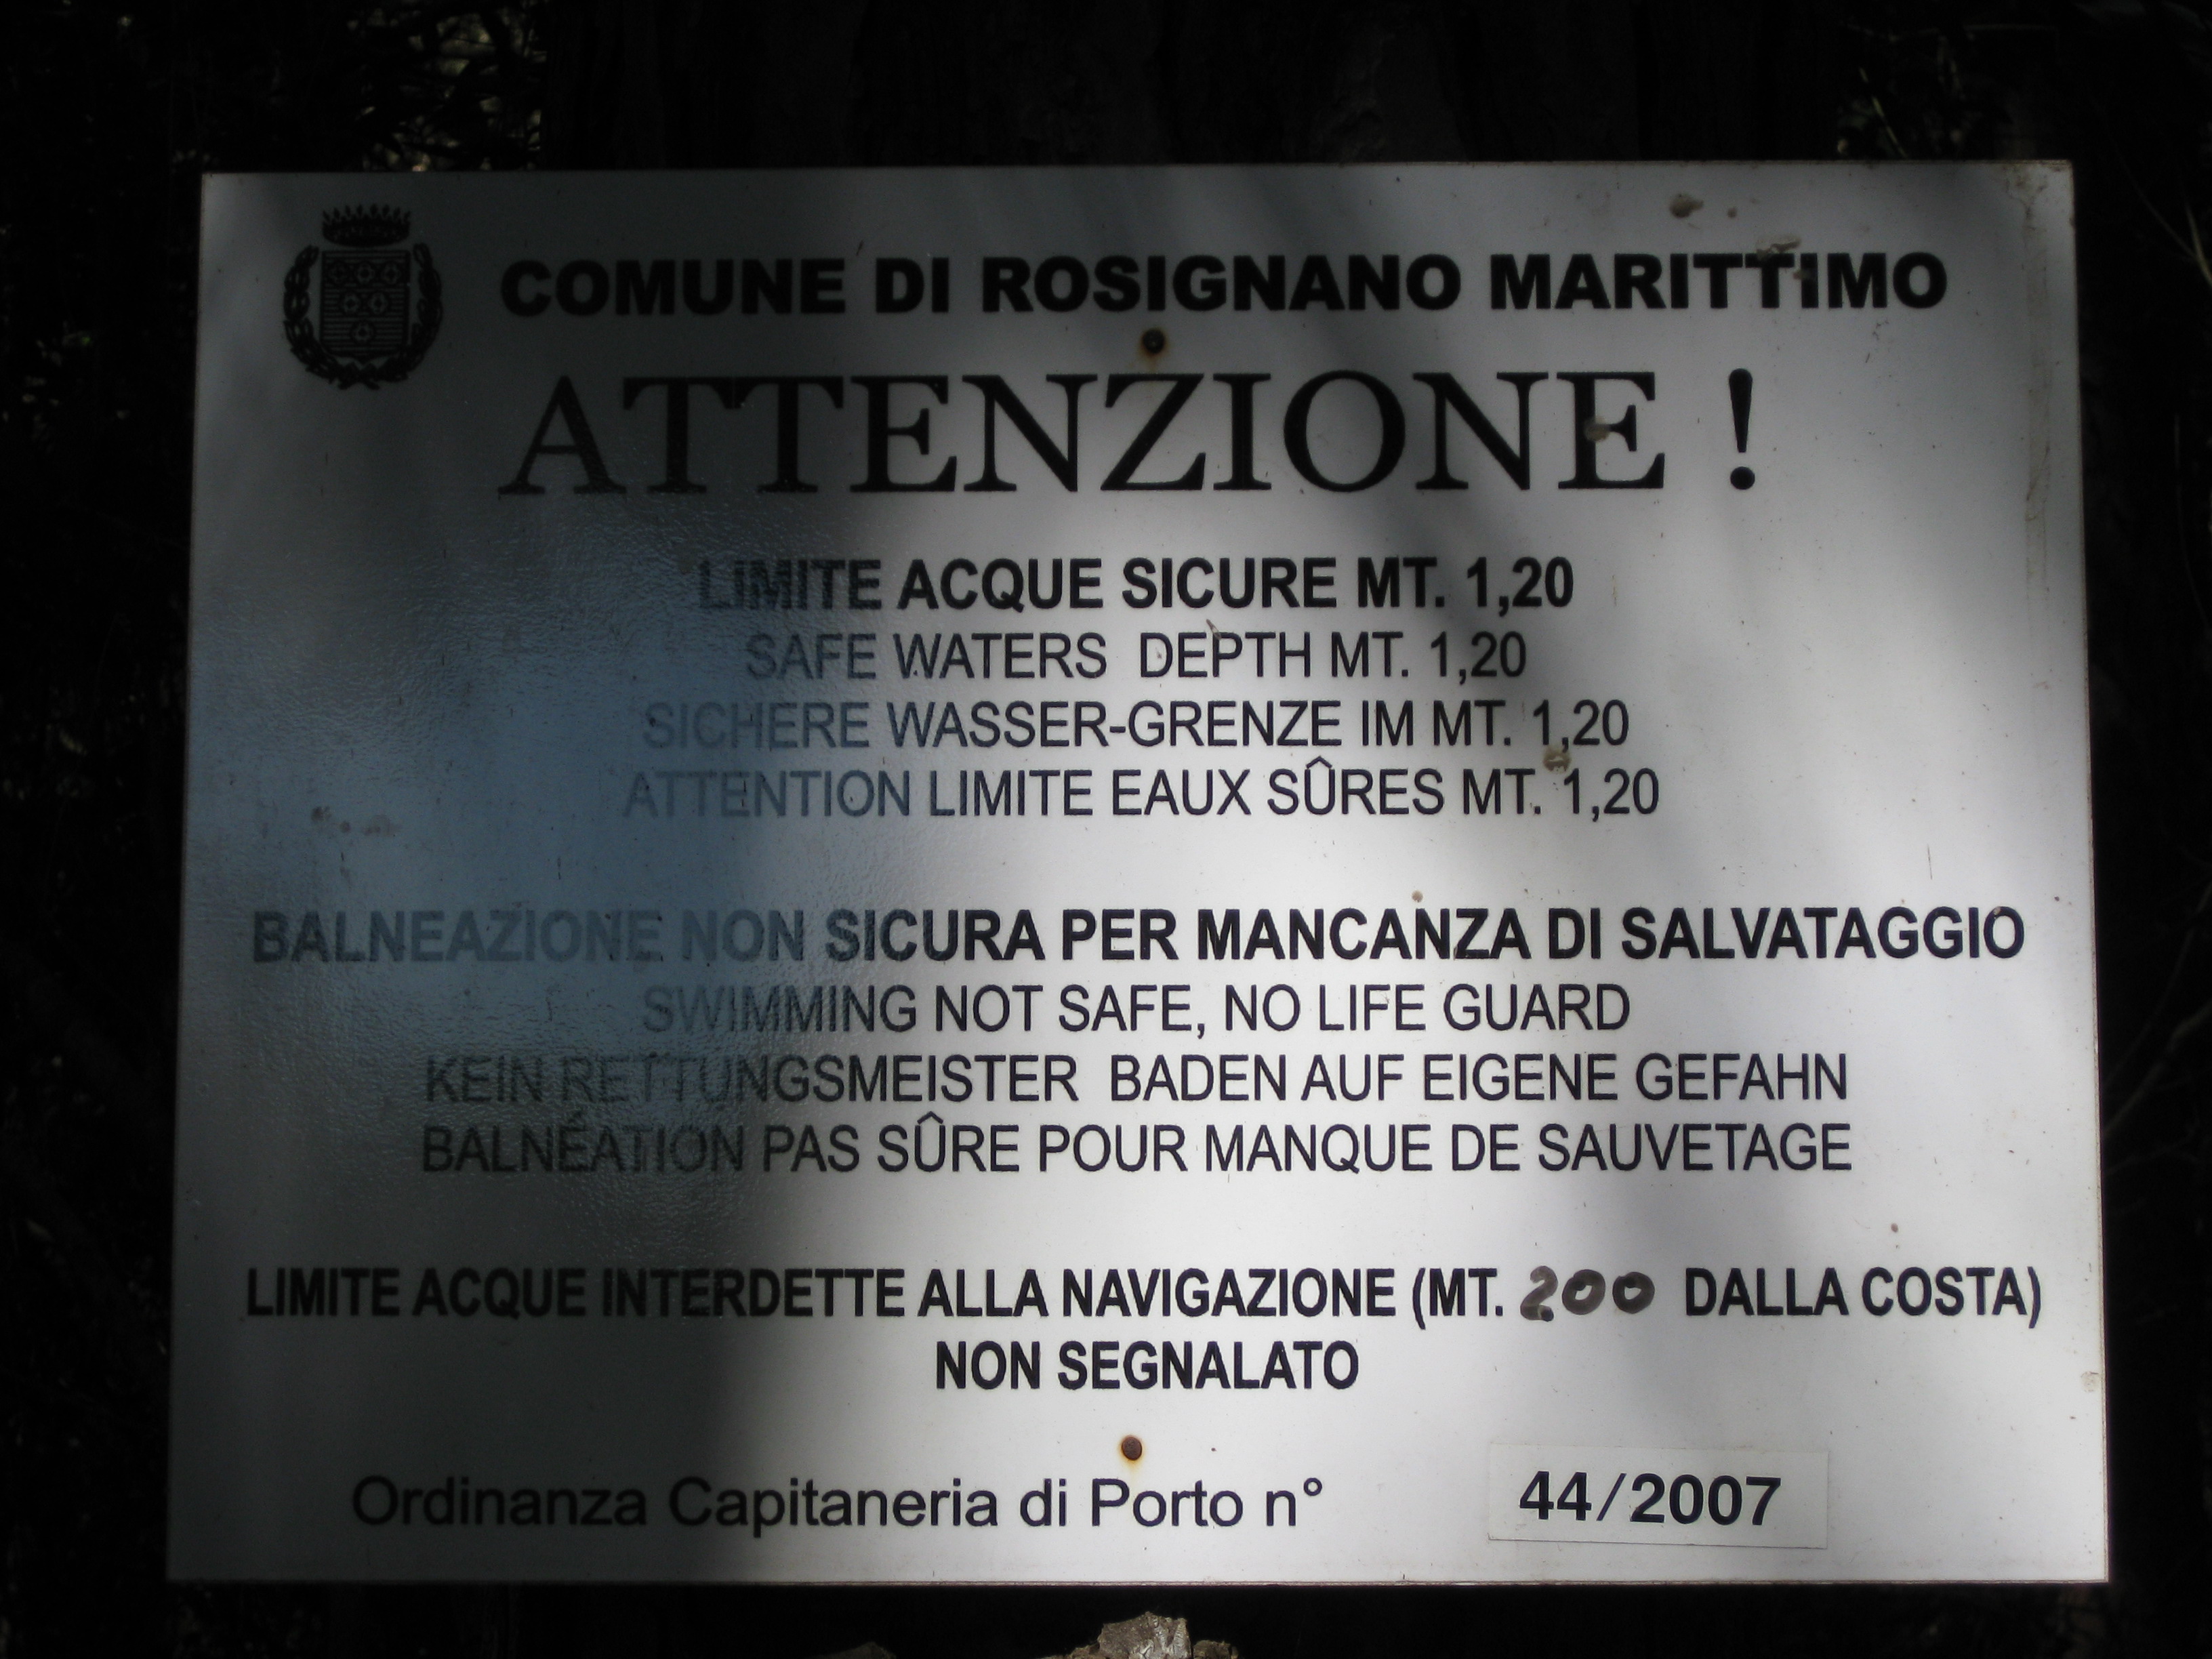 COMUNE DI ROSIGNANO MARITTIMO
ATTENZIONE !
LIMITE ACQUE SICURE MT. 1,20
SAFE WATERS DEPTH MT. 1,20
SICHERE WASSER-GRENZE IM MT. 1,20
ATTENTION LIMITE EAUX SÛRES MT. 1,20
BALNEAZIONE NON SICURA PER MANCANZA DI SALVATAGGIO
SWIMMING NOT SAFE, NO LIFE GUARD
KEIN RETTUNGSMEISTER BADEN AUF EIGENE GEFAHN
BALNÉATION PAS SÛRE POUR MANQUE DE SAUVETAGE
LIMITE ACQUE INTERDETTE ALLA NAVIGAZIONE (MT. 200 DALLA COSTA)
NON SEGNALATO
Ordinanza Capitaneria di Porto n° 44/2007